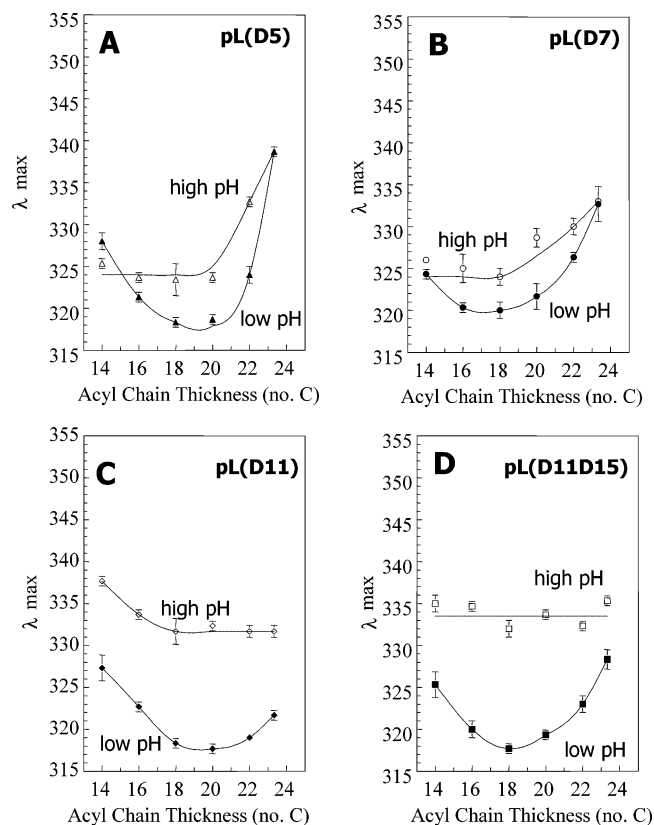 A pL(D5)
355
350
345
340
335
330
325
320
315
λ max
high pH
low pH
14 16 18 20 22 24
Acyl Chain Thickness (no. C)
B pL(D7)
355
350
345
340
335
330
325
320
315
λ max
high pH
low pH
14 16 18 20 22 24
Acyl Chain Thickness (no. C)
C pL(D11)
355
350
345
340
335
330
325
320
315
λ max
high pH
low pH
14 16 18 20 22 24
Acyl Chain Thickness (no. C)
D pL(D11D15)
355
350
345
340
335
330
325
320
315
λ max
high pH
low pH
14 16 18 20 22 24
Acyl Chain Thickness (no. C)